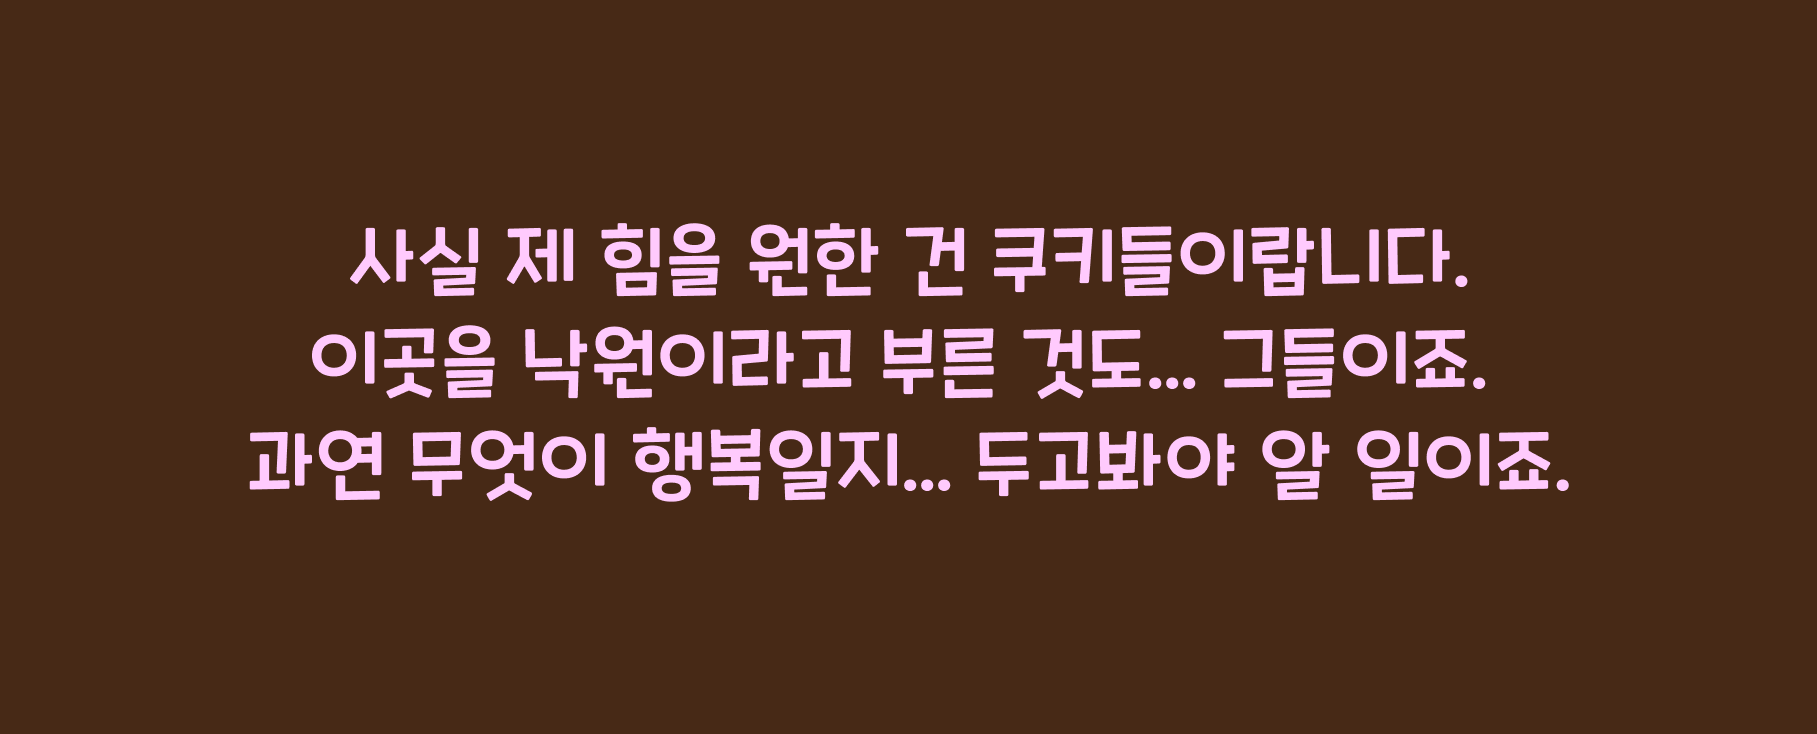 사실 제 힘을 원한 건 쿠키들이랍니다.
이곳을 낙원이라고 부른 것도... 그들이죠.
과연 무엇이 행복일지... 두고봐야 알 일이죠.